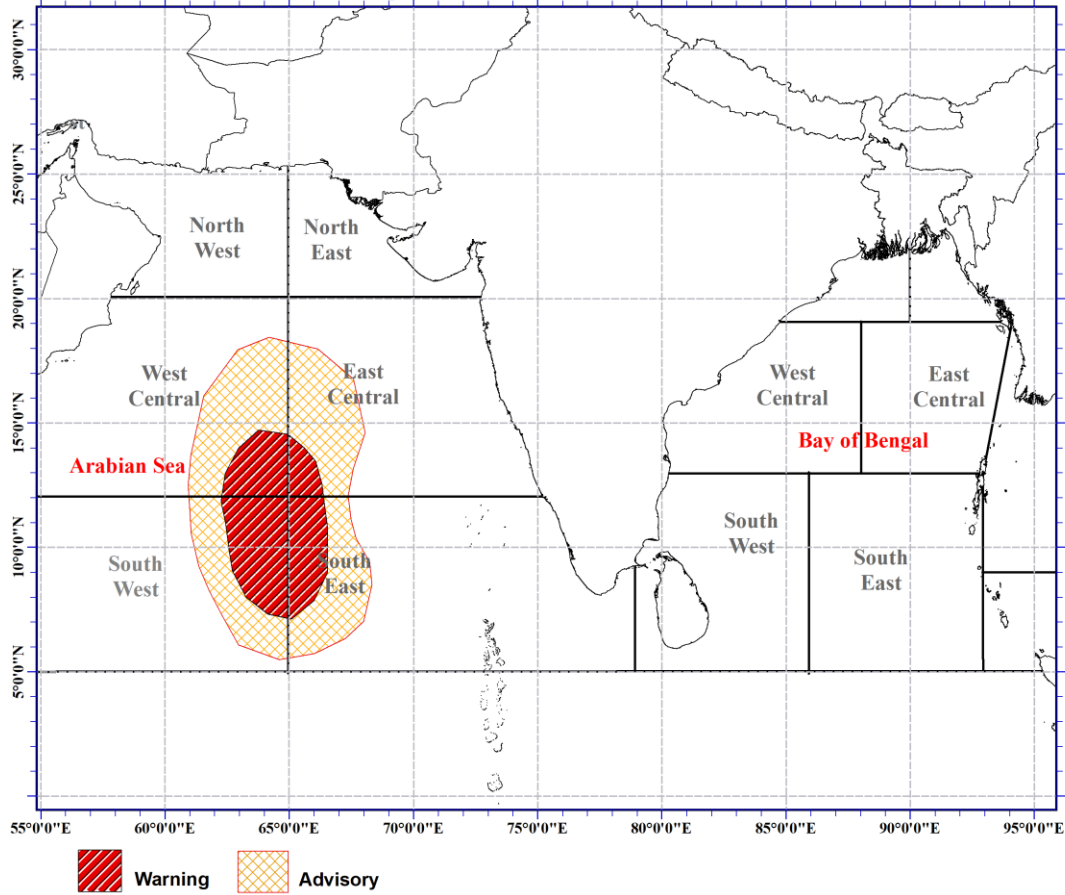 30°0'0"N
25°0'0"N
20°0'0"N
15°0'0"N
10°0'0"N
5°0'0"N
North
West
North
East
West
Central
East
Central
West
Central
East
Central
Arabian Sea
Bay of Bengal
South
West
South
East
South
West
South
East
55°0'0"E
60°0'0"E
65°0'0"E
70°0'0"E
75°0'0"E
80°0'0"E
85°0'0"E
90°0'0"E
95°0'0"E
Warning
Advisory